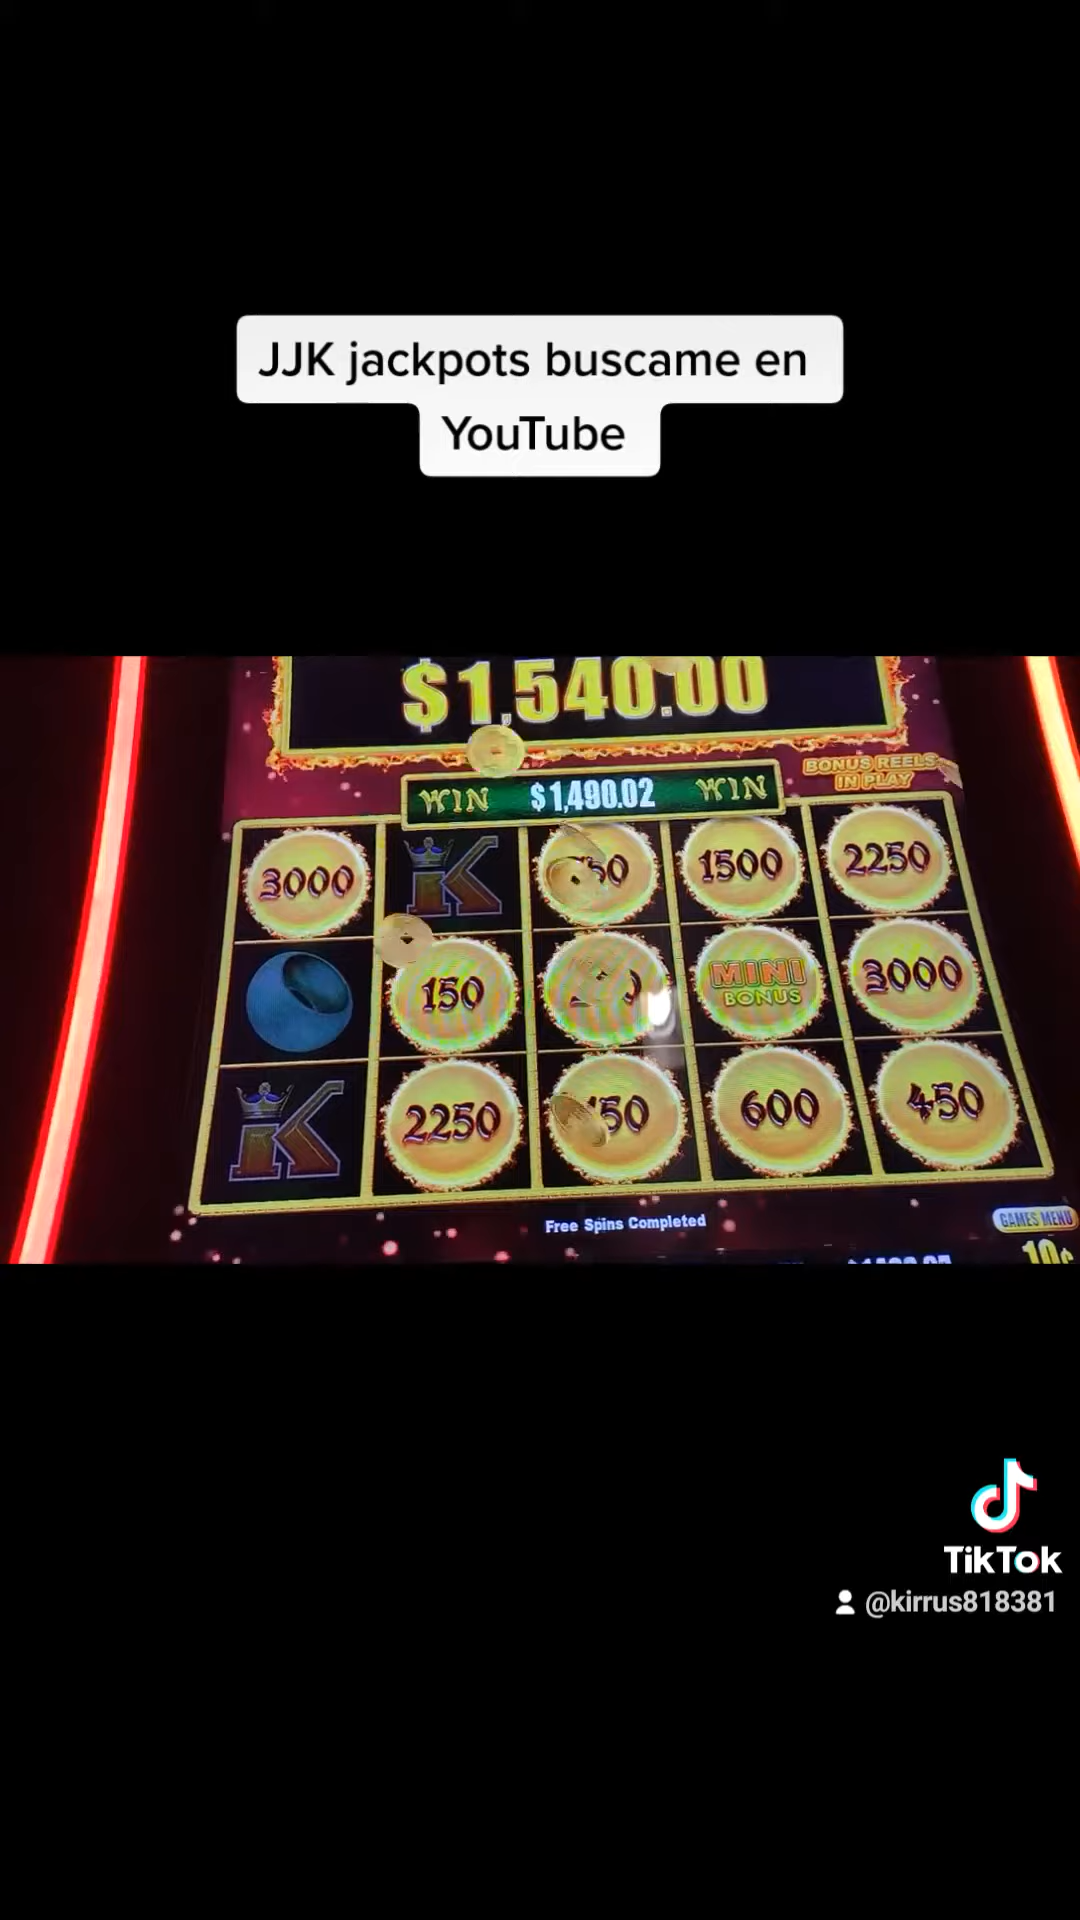 JJK jackpots buscame en
YouTube
$1,540.00
BONUS REELS
IN PLAY
WIN $1,490.02 WIN
3000 K 1500 2250
150 MINI BONUS 3000
K 2250 600 450
Free Spins Completed
GAMES MENU
10¢
TikTok
@kirrus818381